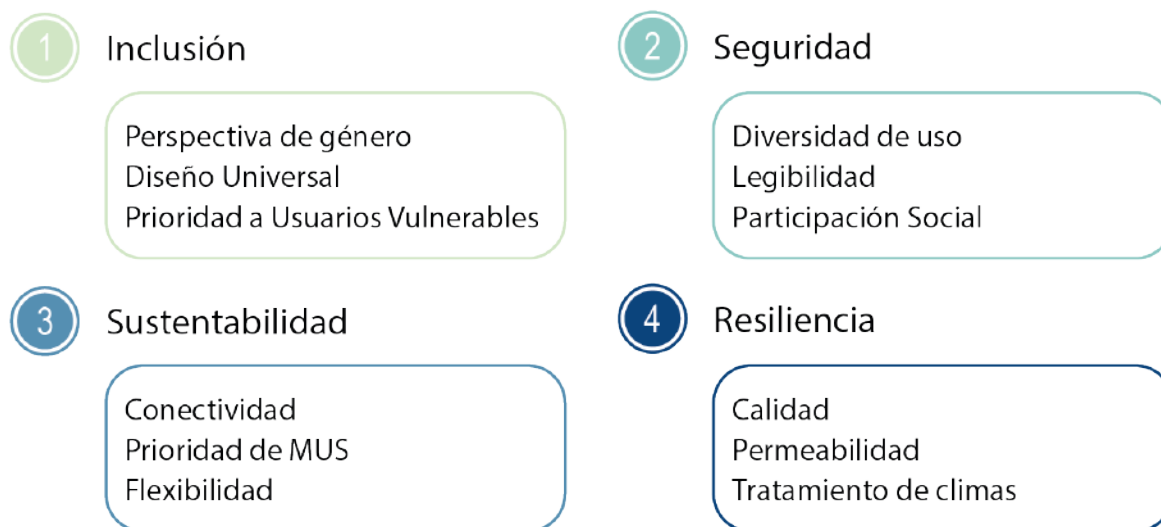 1 Inclusión
Perspectiva de género
Diseño Universal
Prioridad a Usuarios Vulnerables
2 Seguridad
Diversidad de uso
Legibilidad
Participación Social
3 Sustentabilidad
Conectividad
Prioridad de MUS
Flexibilidad
4 Resiliencia
Calidad
Permeabilidad
Tratamiento de climas